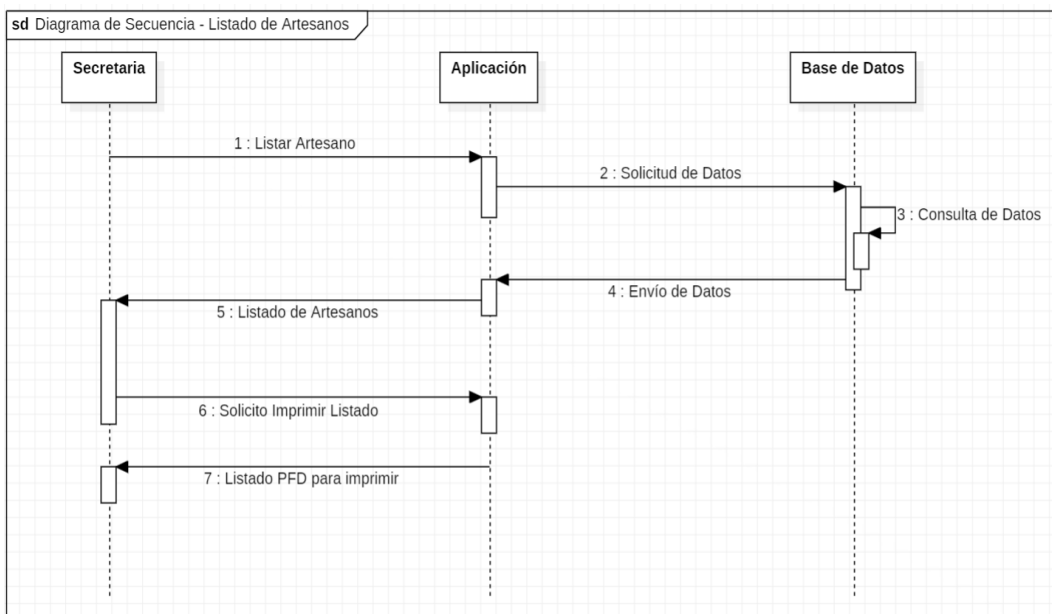 sd Diagrama de Secuencia - Listado de Artesanos
Secretaria
Aplicación
Base de Datos
1 : Listar Artesano
2 : Solicitud de Datos
3 : Consulta de Datos
4 : Envío de Datos
5 : Listado de Artesanos
6 : Solicito Imprimir Listado
7 : Listado PFD para imprimir